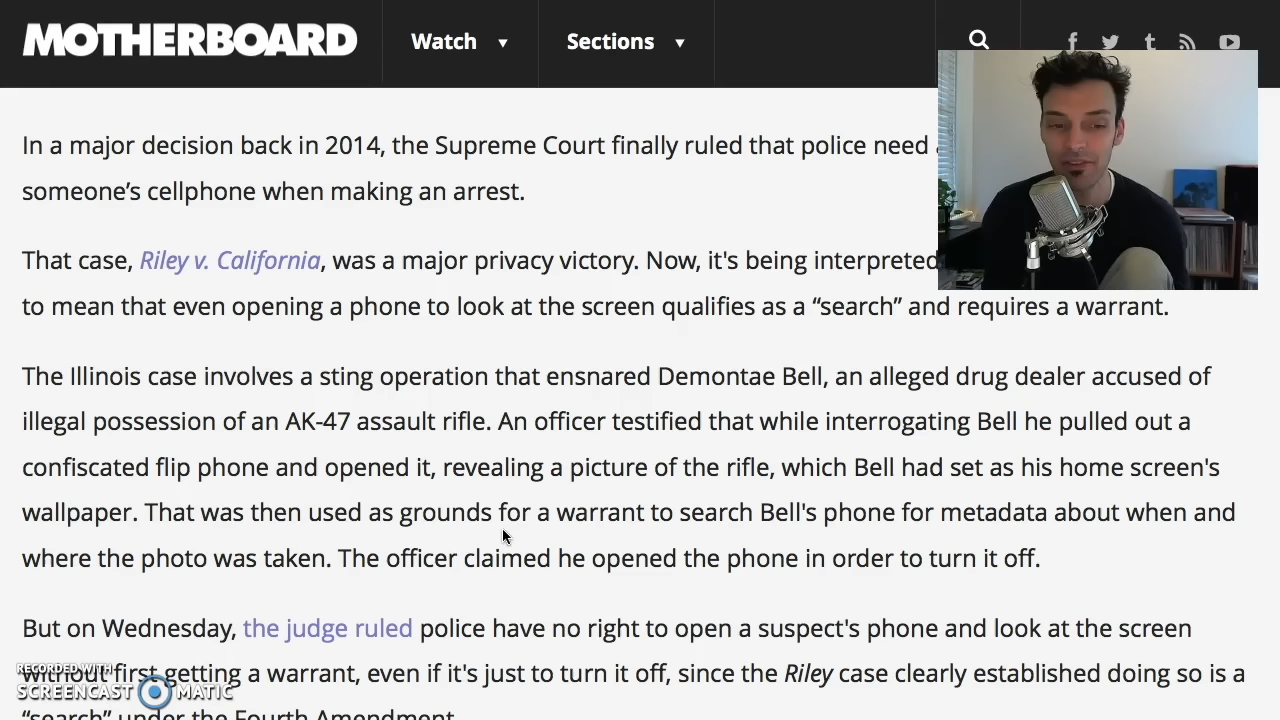 MOTHERBOARD Watch Sections
In a major decision back in 2014, the Supreme Court finally ruled that police need
someone’s cellphone when making an arrest.
That case, Riley v. California, was a major privacy victory. Now, it's being interpreted
to mean that even opening a phone to look at the screen qualifies as a “search” and requires a warrant.
The Illinois case involves a sting operation that ensnared Demontae Bell, an alleged drug dealer accused of
illegal possession of an AK-47 assault rifle. An officer testified that while interrogating Bell he pulled out a
confiscated flip phone and opened it, revealing a picture of the rifle, which Bell had set as his home screen's
wallpaper. That was then used as grounds for a warrant to search Bell's phone for metadata about when and
where the photo was taken. The officer claimed he opened the phone in order to turn it off.
But on Wednesday, the judge ruled police have no right to open a suspect's phone and look at the screen
without first getting a warrant, even if it's just to turn it off, since the Riley case clearly established doing so is a
“search” under the Fourth Amendment.
RECORDED WITH
SCREENCAST MATIC